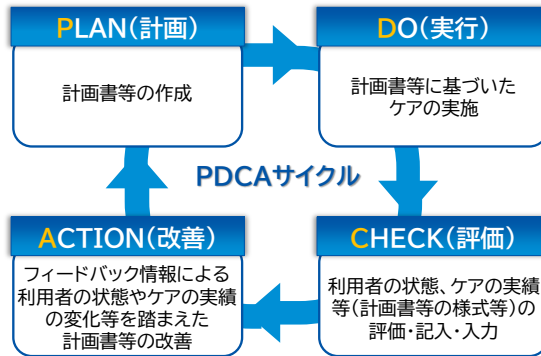 PLAN(計画)
計画書等の作成
DO(実行)
計画書等に基づいた
ケアの実施
PDCAサイクル
ACTION(改善)
フィードバック情報による
利用者の状態やケアの実績
の変化等を踏まえた
計画書等の改善
CHECK(評価)
利用者の状態、ケアの実績
等(計画書等の様式等)の
評価・記入・入力